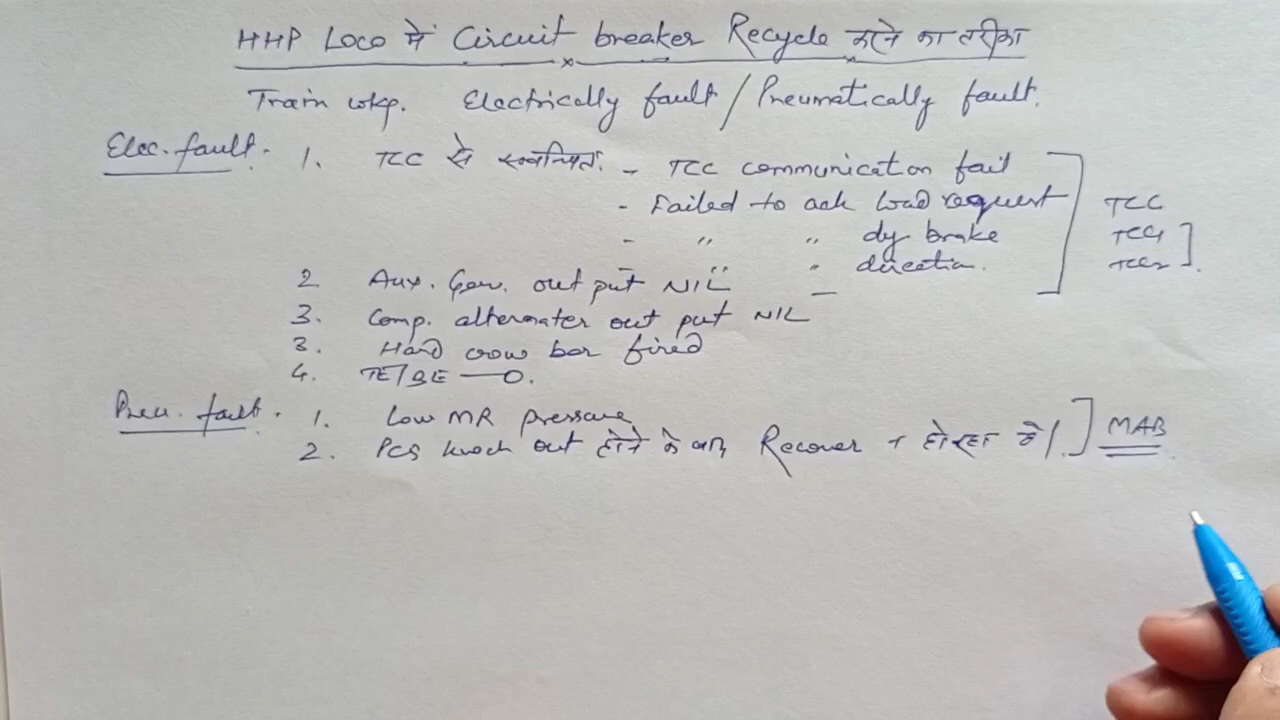 HHP Loco में Circuit breaker Recycle करने का तरीका
Train wkg. Electrically fault / Pneumatically fault.
Elec. fault. 1. TCC से सम्बन्धित - TCC communication fail
- Failed to ack load request TCC
- " " dy. brake TCC1
- " " direction. TCC2
2 Aux. Gen. out put NIL
3. Comp. alternater out put NIL
3. Hard crow bar fired
4. TE/BE — 0.
Pneu. fault. 1. Low MR pressure
2. PCS knock out होने के बाद Recover न हो रहा हो MAB